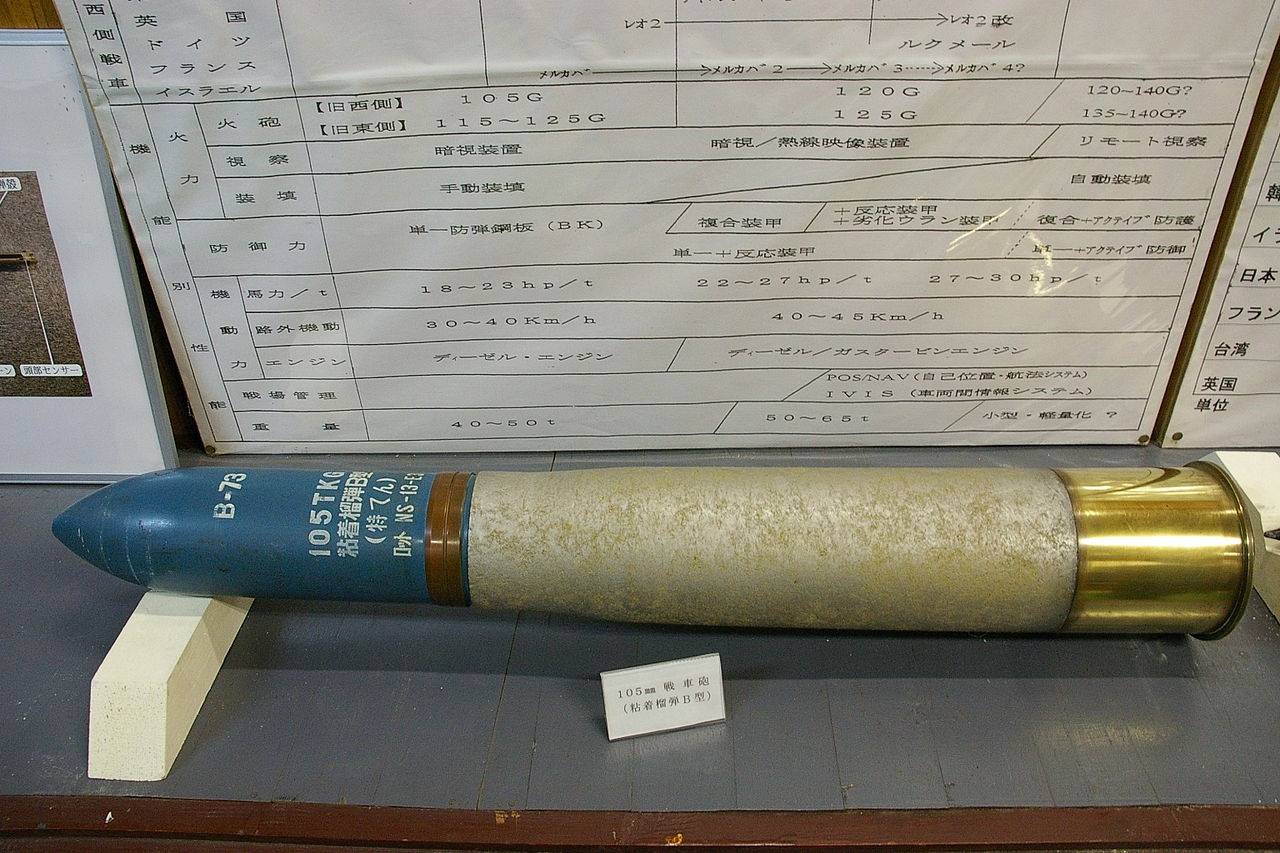 西側戦車
英 国
ドイツ
フランス
イスラエル
レオ2 レオ2改
ルクメール
メルカバ メルカバ2 メルカバ3 メルカバ4?
機能別性能
火力
火 砲 【旧西側】 105G 120G 120~140G?
【旧東側】 115~125G 125G 135~140G?
視 察 暗視装置 暗視/熱線映像装置 リモート視察
装 填 手動装填 自動装填
防御力 単一防弾鋼板(BK) 複合装甲 +反応装甲 複合+アクティブ防護
+劣化ウラン装甲
単一+反応装甲 単一+アクティブ防御
機動力
馬力/t 18~23hp/t 22~27hp/t 27~30hp/t
路外機動 30~40Km/h 40~45Km/h
エンジン ディーゼル・エンジン ディーゼル/ガスタービンエンジン
戦場管理 POS/NAV(自己位置・航法システム)
IVIS (車両間情報システム)
重 量 40~50t 50~65t 小型・軽量化 ?
頭部センサー
日本
フラン
台湾
英国
単位
B-73
105TKG
粘着榴弾B型
(特てん)
ロット NS-13-
105㎜ 戦車砲
(粘着榴弾B型)